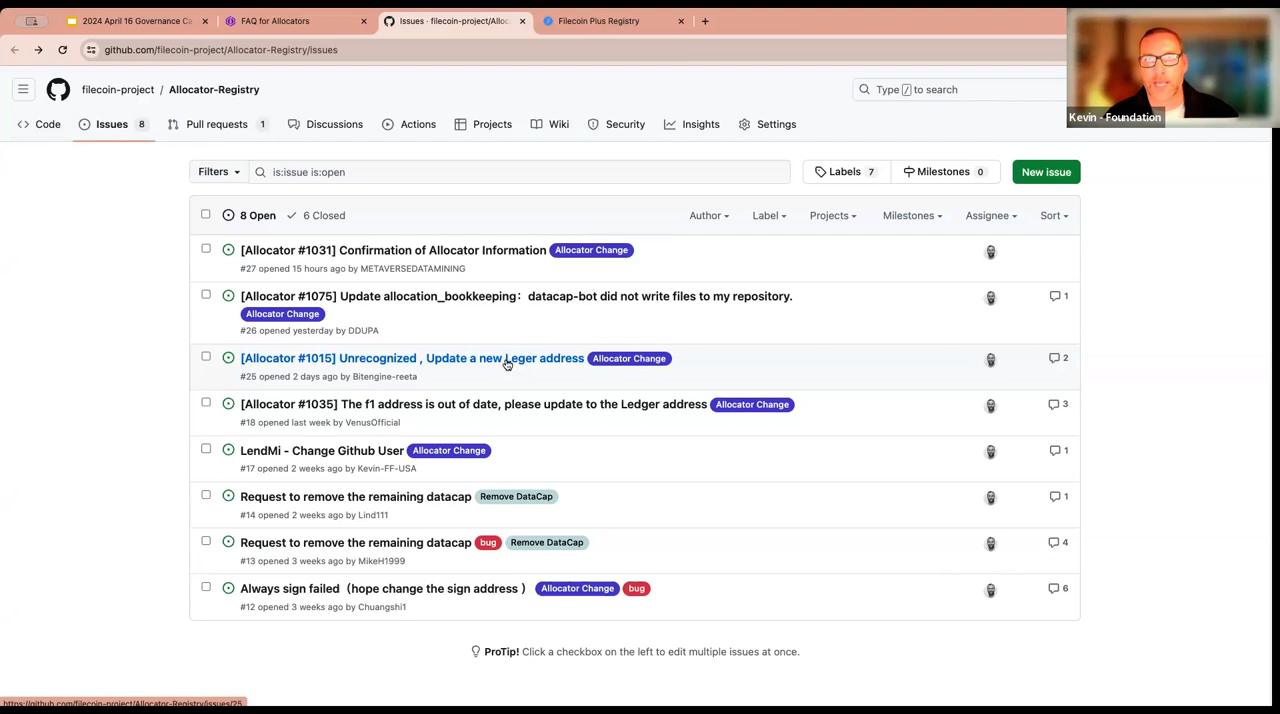 2024 April 16 Governance Ca
FAQ for Allocators
Issues · filecoin-project/Alloc
Filecoin Plus Registry
github.com/filecoin-project/Allocator-Registry/issues
filecoin-project / Allocator-Registry
Type / to search
Kevin - Foundation
Code
Issues 8
Pull requests 1
Discussions
Actions
Projects
Wiki
Security
Insights
Settings
Filters
is:issue is:open
Labels 7
Milestones 0
New issue
8 Open
6 Closed
Author
Label
Projects
Milestones
Assignee
Sort
[Allocator #1031] Confirmation of Allocator Information Allocator Change
#27 opened 15 hours ago by METAVERSEDATAMINING
[Allocator #1075] Update allocation_bookkeeping：datacap-bot did not write files to my repository.
1
Allocator Change
#26 opened yesterday by DDUPA
[Allocator #1015] Unrecognized , Update a new Leger address Allocator Change
2
#25 opened 2 days ago by Bitengine-reeta
[Allocator #1035] The f1 address is out of date, please update to the Ledger address Allocator Change
3
#18 opened last week by VenusOfficial
LendMi - Change Github User Allocator Change
1
#17 opened 2 weeks ago by Kevin-FF-USA
Request to remove the remaining datacap Remove DataCap
1
#14 opened 2 weeks ago by Lind111
Request to remove the remaining datacap bug Remove DataCap
4
#13 opened 3 weeks ago by MikeH1999
Always sign failed（hope change the sign address ） Allocator Change bug
6
#12 opened 3 weeks ago by Chuangshi1
ProTip! Click a checkbox on the left to edit multiple issues at once.
https://github.com/filecoin-project/Allocator-Registry/issues/25